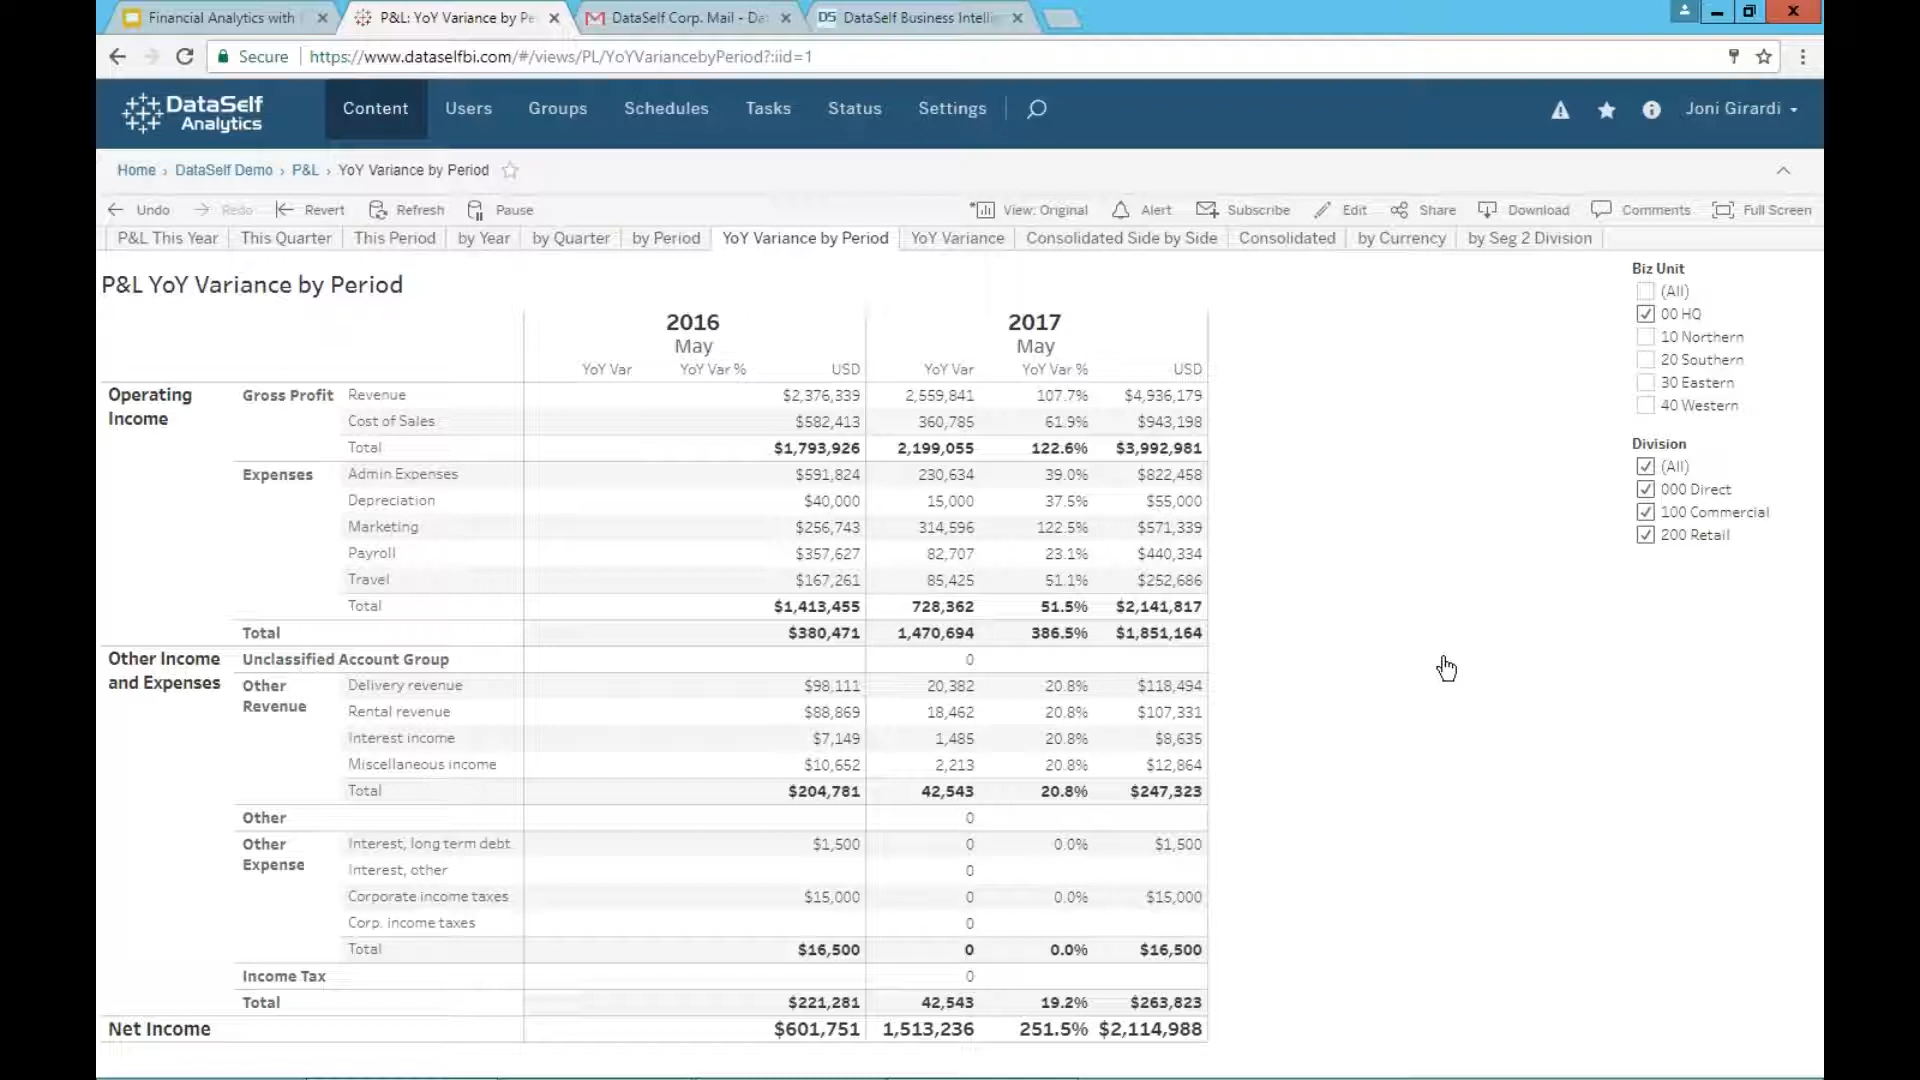 Financial Analytics with
P&L: YoY Variance by Pe
DataSelf Corp. Mail - Da
DS DataSelf Business Intelli
Secure https://www.dataselfbi.com/#/views/PL/YoYVariancebyPeriod?:iid=1
DataSelf Analytics
Content Users Groups Schedules Tasks Status Settings
Joni Girardi
Home › DataSelf Demo › P&L › YoY Variance by Period
Undo Redo Revert Refresh Pause View: Original Alert Subscribe Edit Share Download Comments Full Screen
P&L This Year This Quarter This Period by Year by Quarter by Period YoY Variance by Period YoY Variance Consolidated Side by Side Consolidated by Currency by Seg 2 Division
P&L YoY Variance by Period
2016 2017
May May
YoY Var YoY Var % USD YoY Var YoY Var % USD
Operating Income Gross Profit Revenue $2,376,339 2,559,841 107.7% $4,936,179
Cost of Sales $582,413 360,785 61.9% $943,198
Total $1,793,926 2,199,055 122.6% $3,992,981
Expenses Admin Expenses $591,824 230,634 39.0% $822,458
Depreciation $40,000 15,000 37.5% $55,000
Marketing $256,743 314,596 122.5% $571,339
Payroll $357,627 82,707 23.1% $440,334
Travel $167,261 85,425 51.1% $252,686
Total $1,413,455 728,362 51.5% $2,141,817
Total $380,471 1,470,694 386.5% $1,851,164
Other Income and Expenses Unclassified Account Group 0
Other Revenue Delivery revenue $98,111 20,382 20.8% $118,494
Rental revenue $88,869 18,462 20.8% $107,331
Interest income $7,149 1,485 20.8% $8,635
Miscellaneous income $10,652 2,213 20.8% $12,864
Total $204,781 42,543 20.8% $247,323
Other 0
Other Expense Interest, long term debt $1,500 0 0.0% $1,500
Interest, other 0
Corporate income taxes $15,000 0 0.0% $15,000
Corp. income taxes 0
Total $16,500 0 0.0% $16,500
Income Tax 0
Total $221,281 42,543 19.2% $263,823
Net Income $601,751 1,513,236 251.5% $2,114,988
Biz Unit
(All)
00 HQ
10 Northern
20 Southern
30 Eastern
40 Western
Division
(All)
000 Direct
100 Commercial
200 Retail